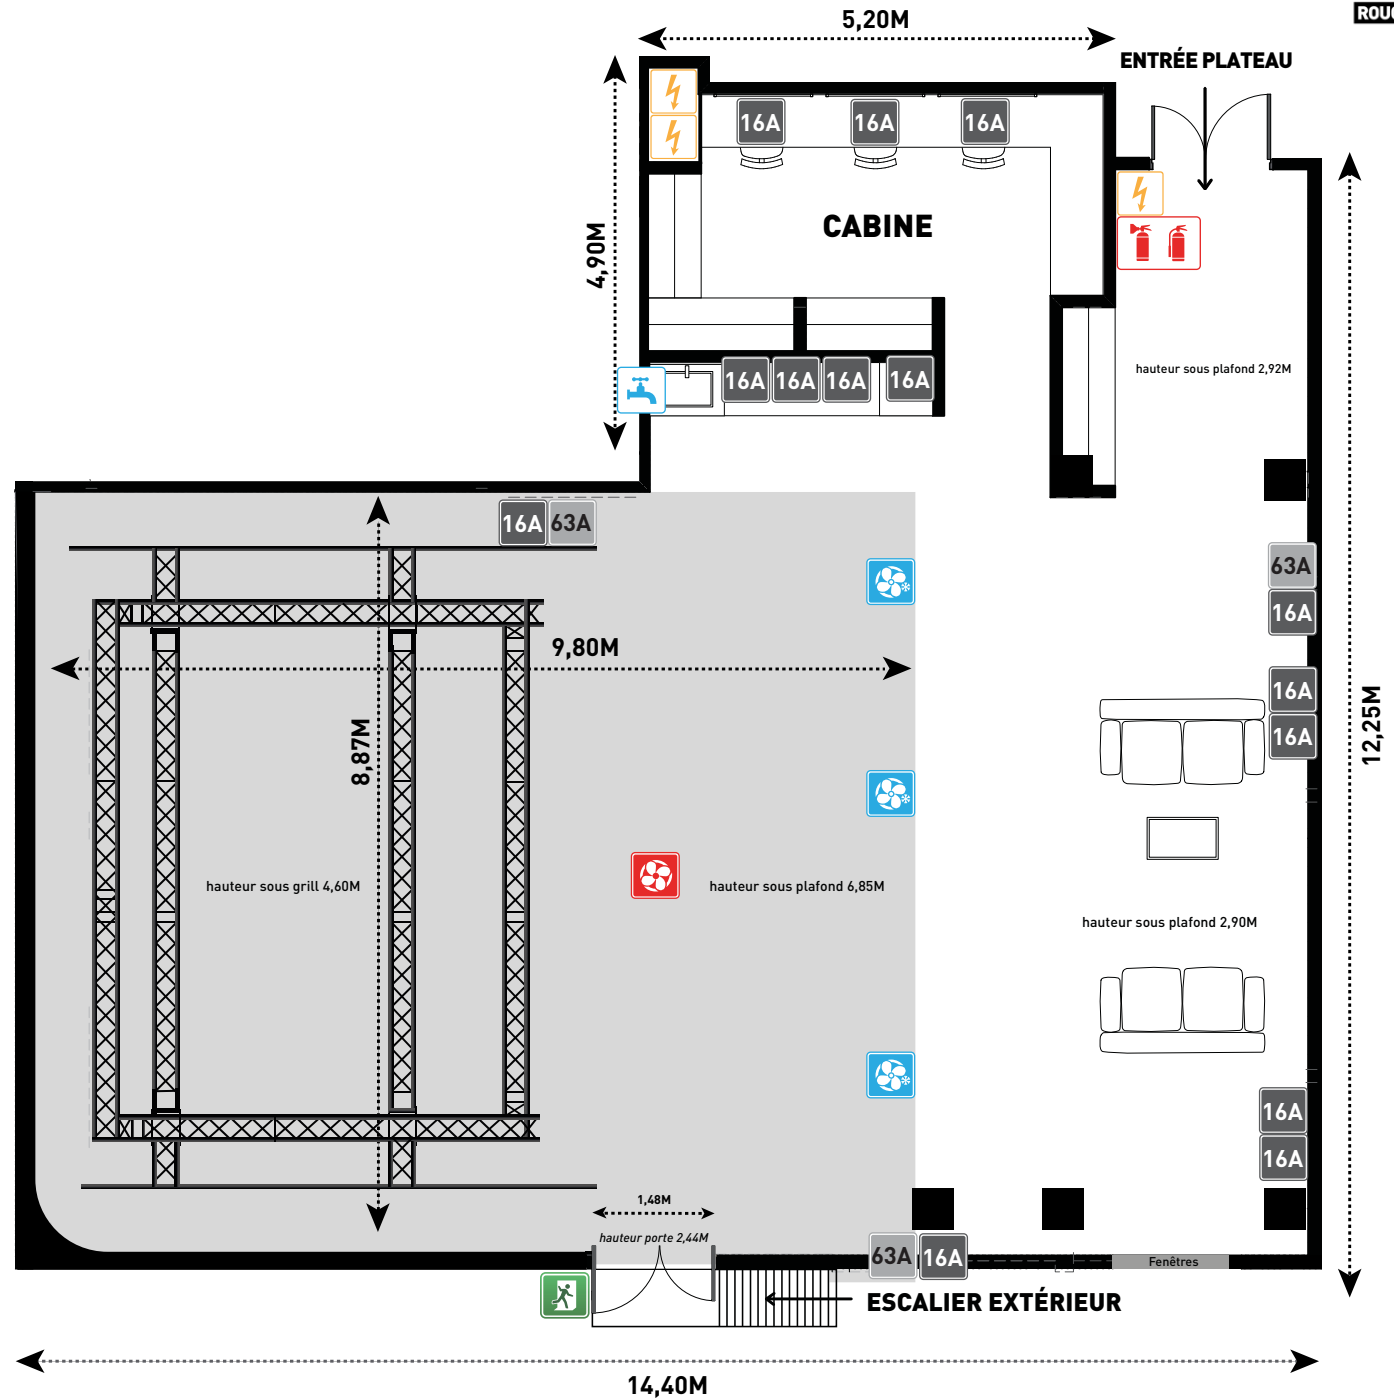 5,20M
ENTRÉE PLATEAU
16A
16A
16A
CABINE
4,90M
hauteur sous plafond 2,92M
16A
16A
16A
16A
16A
63A
63A
16A
9,80M
16A
16A
8,87M
12,25M
hauteur sous grill 4,60M
hauteur sous plafond 6,85M
hauteur sous plafond 2,90M
16A
16A
1,48M
hauteur porte 2,44M
63A
16A
Fenêtres
ESCALIER EXTÉRIEUR
14,40M